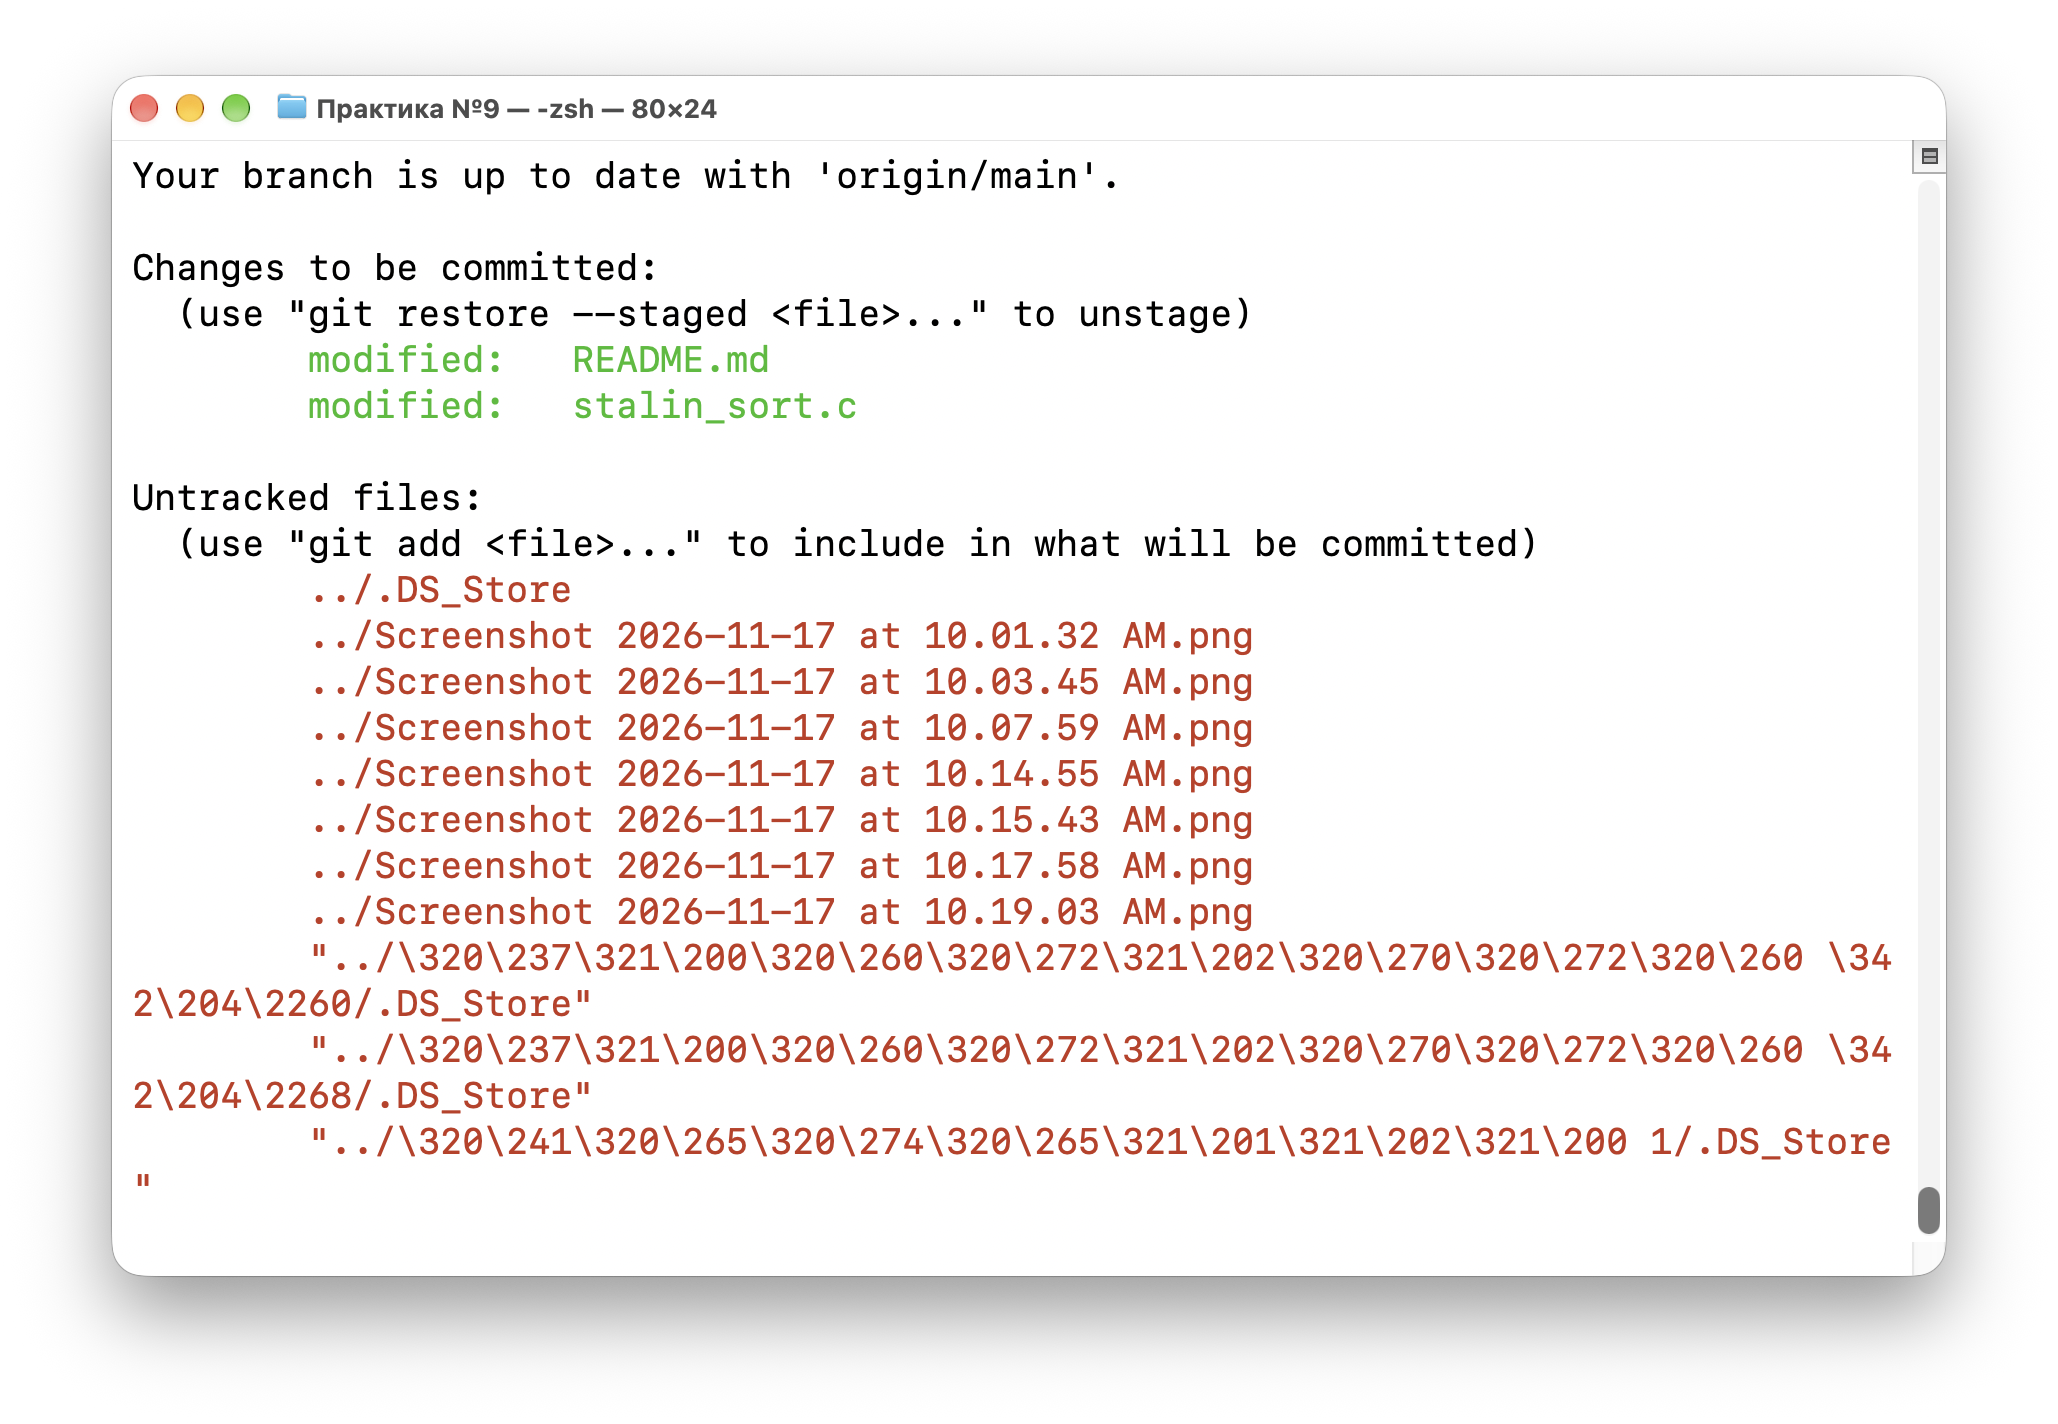 Практика №9 — -zsh — 80×24
Your branch is up to date with 'origin/main'.
Changes to be committed:
  (use "git restore --staged <file>..." to unstage)
        modified:   README.md
        modified:   stalin_sort.c
Untracked files:
  (use "git add <file>..." to include in what will be committed)
        ../.DS_Store
        ../Screenshot 2026-11-17 at 10.01.32 AM.png
        ../Screenshot 2026-11-17 at 10.03.45 AM.png
        ../Screenshot 2026-11-17 at 10.07.59 AM.png
        ../Screenshot 2026-11-17 at 10.14.55 AM.png
        ../Screenshot 2026-11-17 at 10.15.43 AM.png
        ../Screenshot 2026-11-17 at 10.17.58 AM.png
        ../Screenshot 2026-11-17 at 10.19.03 AM.png
        "../\320\237\321\200\320\260\320\272\321\202\320\270\320\272\320\260 \34
2\204\2260/.DS_Store"
        "../\320\237\321\200\320\260\320\272\321\202\320\270\320\272\320\260 \34
2\204\2268/.DS_Store"
        "../\320\241\320\265\320\274\320\265\321\201\321\202\321\200 1/.DS_Store
"